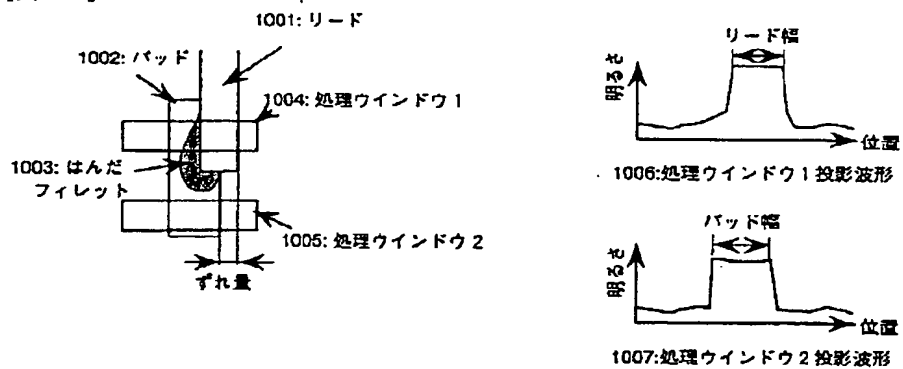 1001: リード
1002: パッド
1004: 処理ウインドウ1
1003: はんだ
フィレット
1005: 処理ウインドウ2
ずれ量
リード幅
明るさ
位置
1006:処理ウインドウ1投影波形
パッド幅
明るさ
位置
1007:処理ウインドウ2投影波形